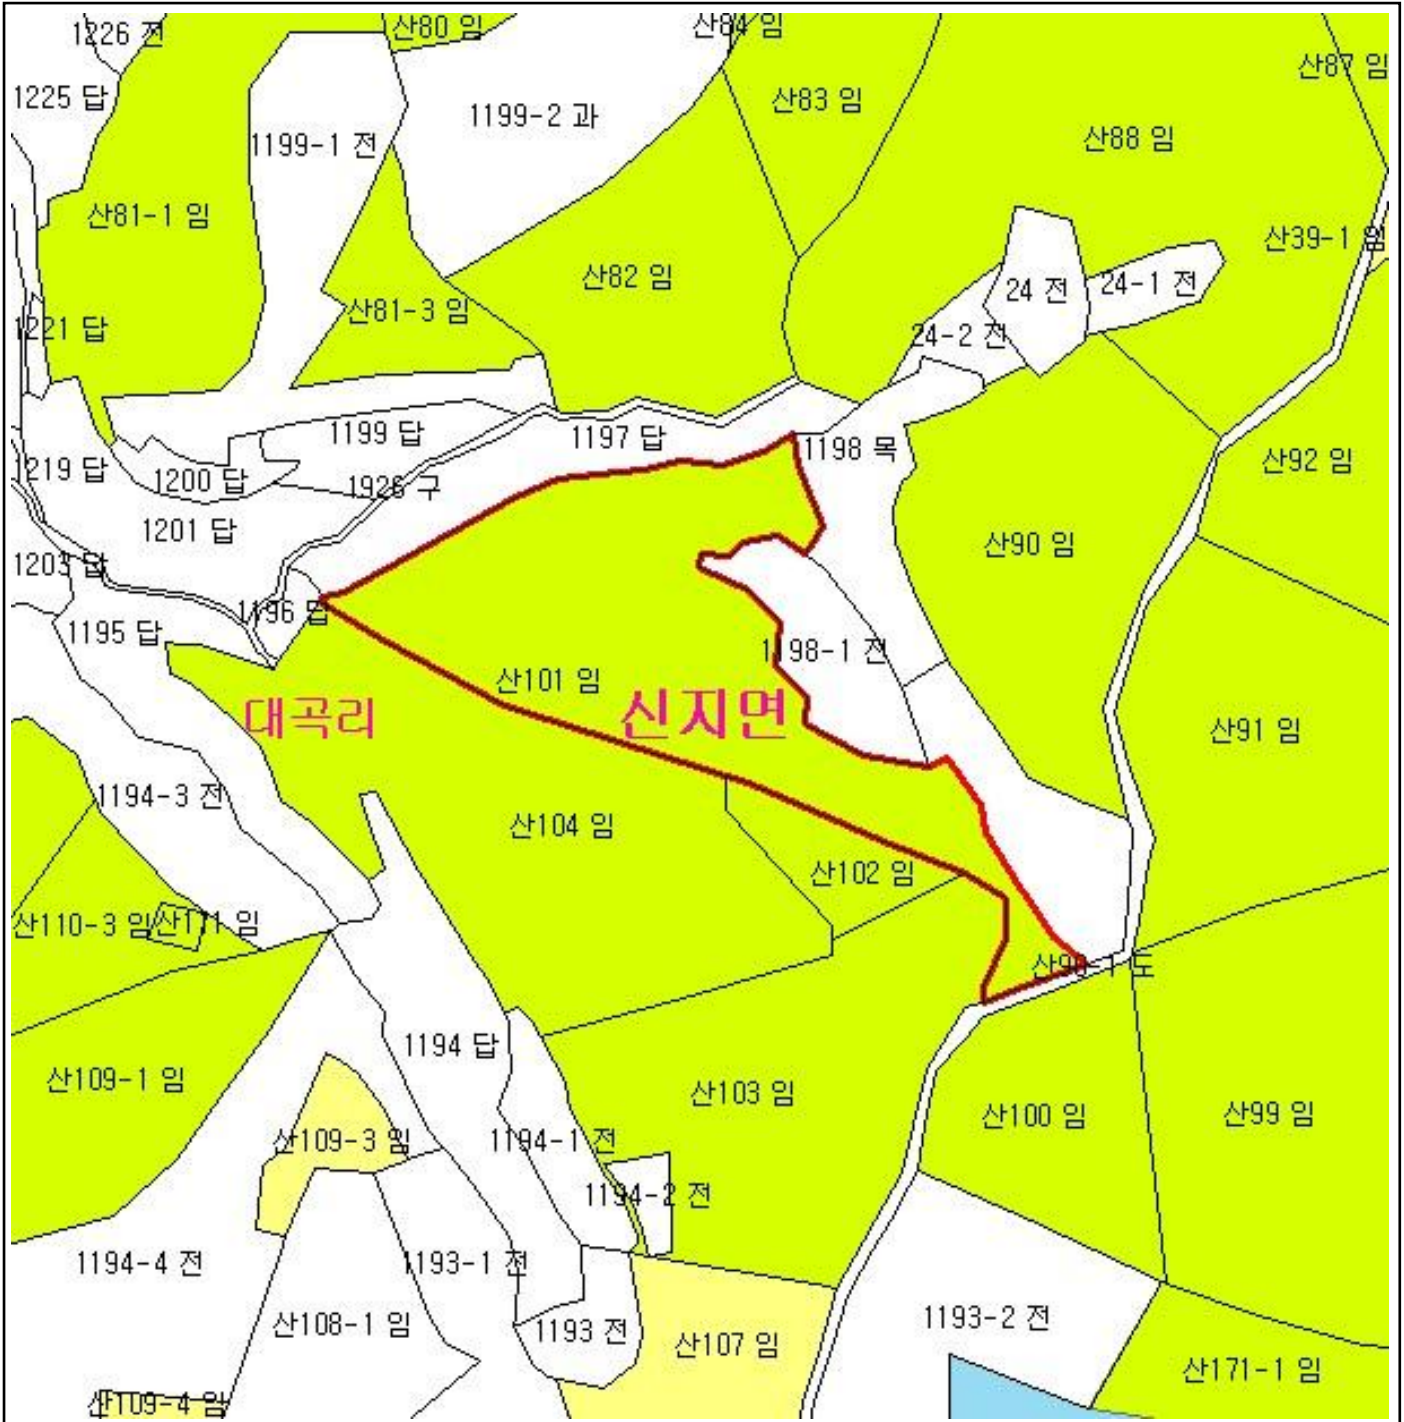 1226 전
산80 임
산84 임
산87 임
1225 답
1199-2 과
산83 임
산88 임
1199-1 전
산81-1 임
산39-1 임
산82 임
24 전
24-1 전
산81-3 임
1221 답
24-2 전
1199 답
1197 답
1198 목
1219 답
1200 답
1926 구
산92 임
1201 답
산90 임
1203 답
1196 답
1195 답
1198-1 전
산101 임
대곡리
신지면
산91 임
1194-3 전
산104 임
산102 임
산110-3 임
산111 임
산90-1 도
1194 답
산109-1 임
산103 임
산100 임
산99 임
산109-3 임
1194-1 전
1194-2 전
1194-4 전
1193-1 전
산108-1 임
1193 전
산107 임
1193-2 전
산171-1 임
산109-4 임